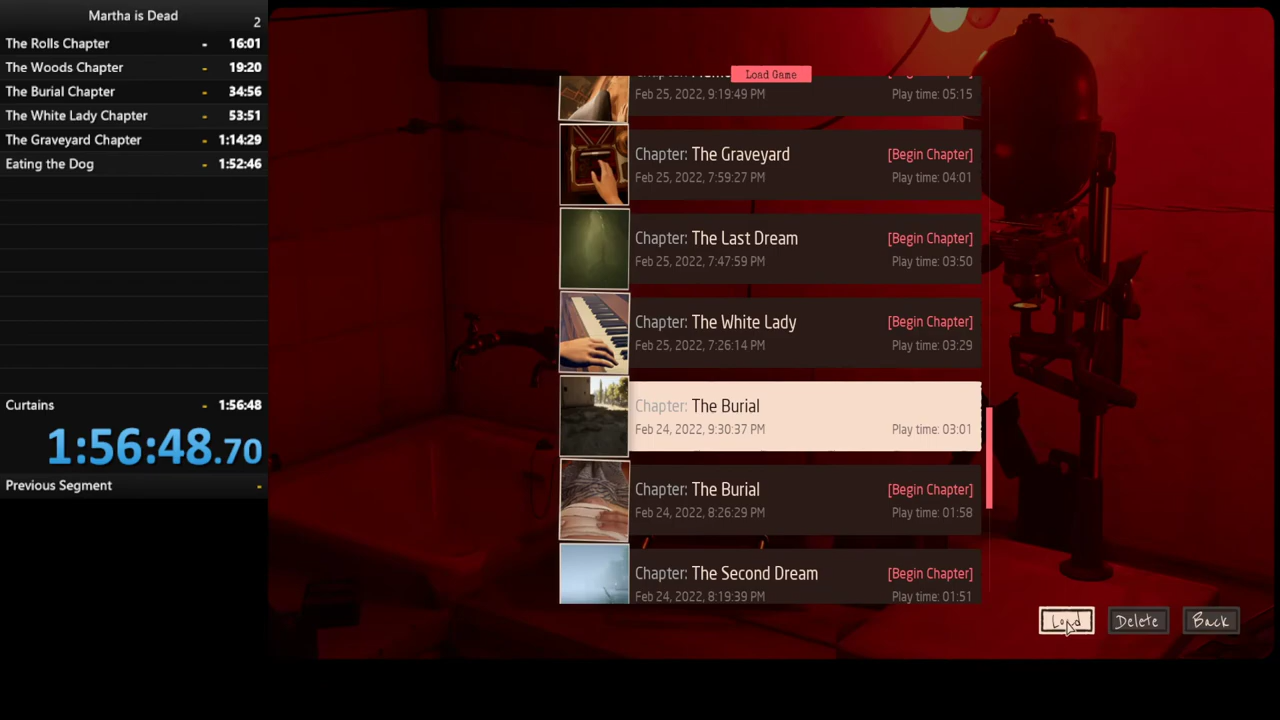 Martha is Dead
2
The Rolls Chapter - 16:01
The Woods Chapter - 19:20
The Burial Chapter - 34:56
The White Lady Chapter - 53:51
The Graveyard Chapter - 1:14:29
Eating the Dog - 1:52:46
Curtains - 1:56:48
1:56:48.70
Previous Segment -
Load Game
Feb 25, 2022, 9:19:49 PM Play time: 05:15
Chapter: The Graveyard [Begin Chapter]
Feb 25, 2022, 7:59:27 PM Play time: 04:01
Chapter: The Last Dream [Begin Chapter]
Feb 25, 2022, 7:47:59 PM Play time: 03:50
Chapter: The White Lady [Begin Chapter]
Feb 25, 2022, 7:26:14 PM Play time: 03:29
Chapter: The Burial
Feb 24, 2022, 9:30:37 PM Play time: 03:01
Chapter: The Burial [Begin Chapter]
Feb 24, 2022, 8:26:29 PM Play time: 01:58
Chapter: The Second Dream [Begin Chapter]
Feb 24, 2022, 8:19:39 PM Play time: 01:51
Load Delete Back